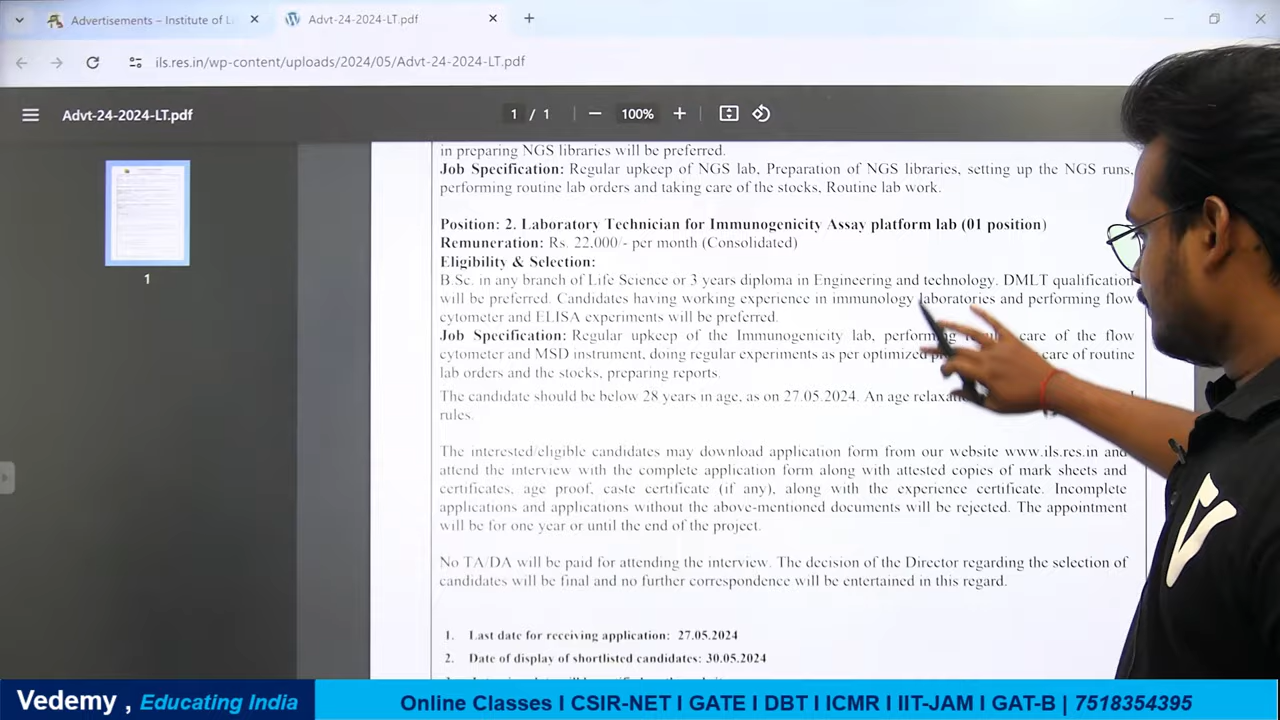 Advertisements – Institute of L
Advt-24-2024-LT.pdf
ils.res.in/wp-content/uploads/2024/05/Advt-24-2024-LT.pdf
Advt-24-2024-LT.pdf
1 / 1
100%
1
in preparing NGS libraries will be preferred.
Job Specification: Regular upkeep of NGS lab, Preparation of NGS libraries, setting up the NGS runs,
performing routine lab orders and taking care of the stocks, Routine lab work.
Position: 2. Laboratory Technician for Immunogenicity Assay platform lab (01 position)
Remuneration: Rs. 22,000/- per month (Consolidated)
Eligibility & Selection:
B.Sc. in any branch of Life Science or 3 years diploma in Engineering and technology. DMLT qualification
will be preferred. Candidates having working experience in immunology laboratories and performing flow
cytometer and ELISA experiments will be preferred.
Job Specification: Regular upkeep of the Immunogenicity lab, performing care of the flow
cytometer and MSD instrument, doing regular experiments as per optimized care of routine
lab orders and the stocks, preparing reports.
The candidate should be below 28 years in age, as on 27.05.2024. An age
rules.
The interested/eligible candidates may download application form from our website www.ils.res.in and
attend the interview with the complete application form along with attested copies of mark sheets and
certificates, age proof, caste certificate (if any), along with the experience certificate. Incomplete
applications and applications without the above-mentioned documents will be rejected. The appointment
will be for one year or until the end of the project.
No TA/DA will be paid for attending the interview. The decision of the Director regarding the selection of
candidates will be final and no further correspondence will be entertained in this regard.
1. Last date for receiving application: 27.05.2024
2. Date of display of shortlisted candidates: 30.05.2024
Vedemy , Educating India
Online Classes I CSIR-NET I GATE I DBT I ICMR I IIT-JAM I GAT-B | 7518354395